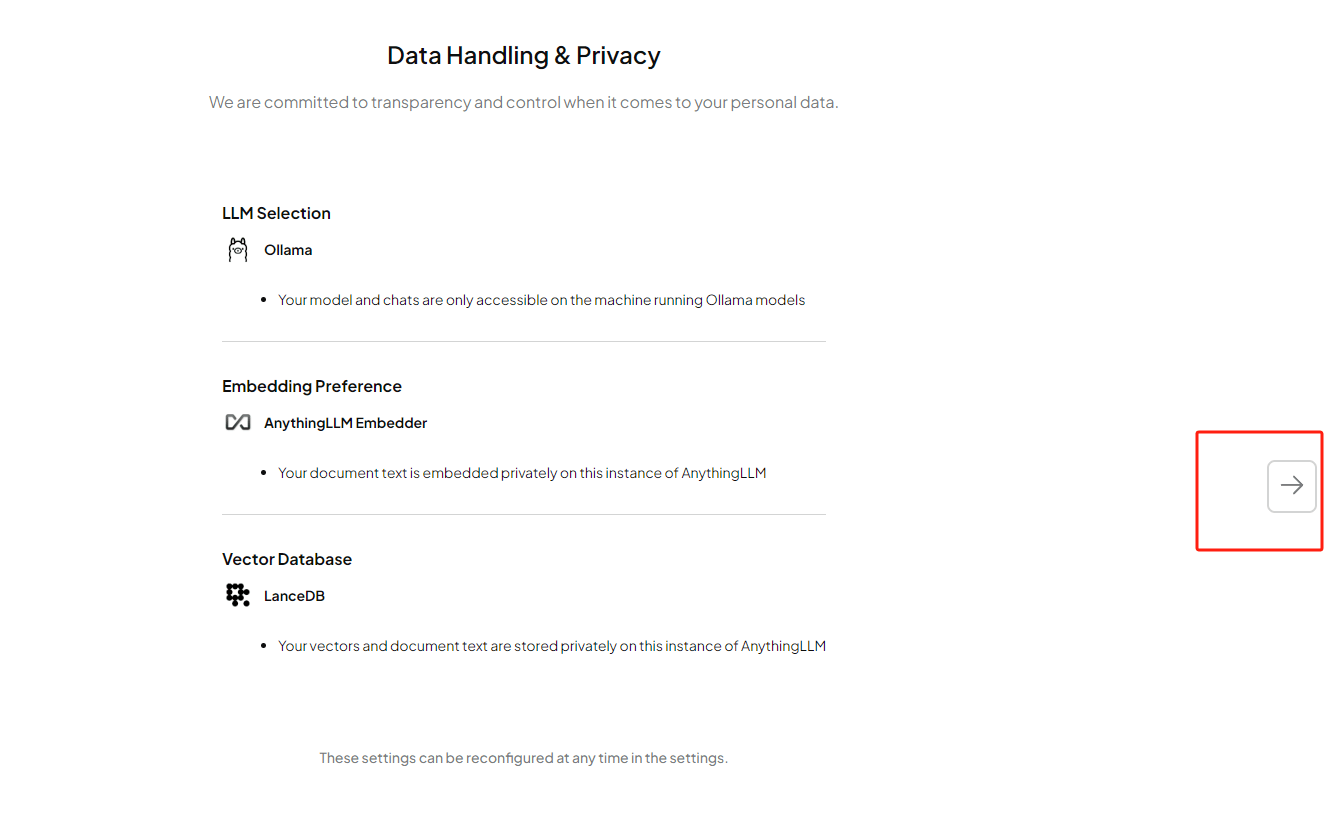 Data Handling & Privacy
We are committed to transparency and control when it comes to your personal data.
LLM Selection
Ollama
Your model and chats are only accessible on the machine running Ollama models
Embedding Preference
AnythingLLM Embedder
Your document text is embedded privately on this instance of AnythingLLM
Vector Database
LanceDB
Your vectors and document text are stored privately on this instance of AnythingLLM
These settings can be reconfigured at any time in the settings.